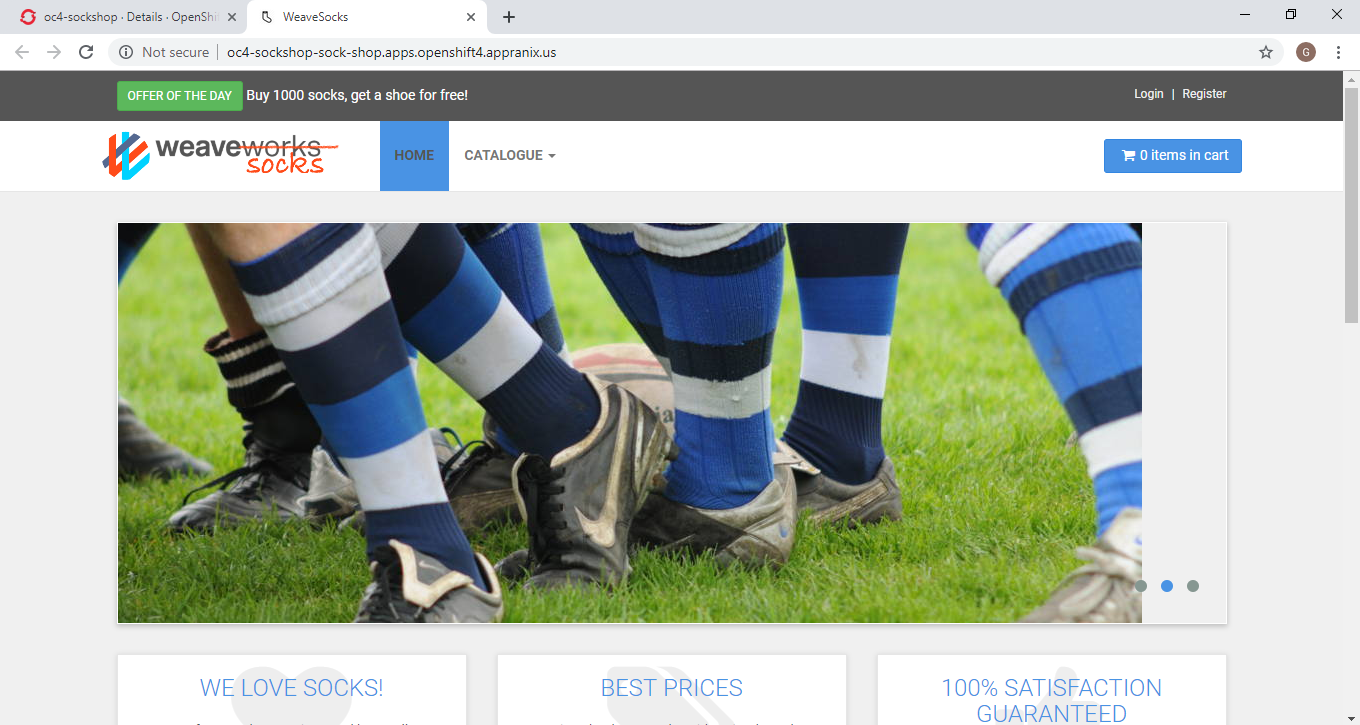 oc4-sockshop · Details · OpenShi
WeaveSocks
Not secure
oc4-sockshop-sock-shop.apps.openshift4.appranix.us
G
OFFER OF THE DAY Buy 1000 socks, get a shoe for free!
Login | Register
weaveworks
socks
HOME
CATALOGUE
0 items in cart
WE LOVE SOCKS!
BEST PRICES
100% SATISFACTION
GUARANTEED